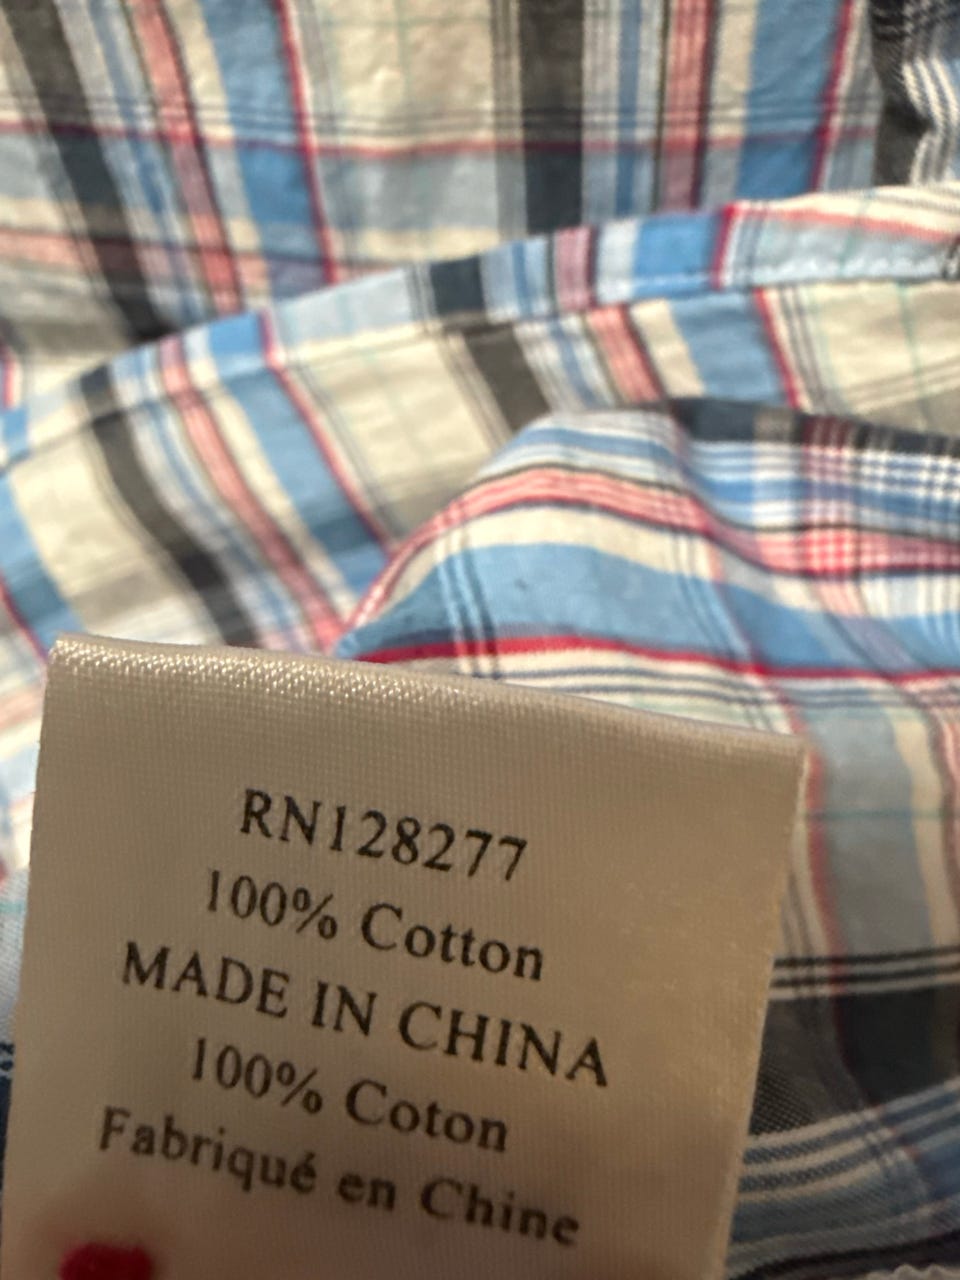 RN128277
100% Cotton
MADE IN CHINA
100% Coton
Fabriqué en Chine